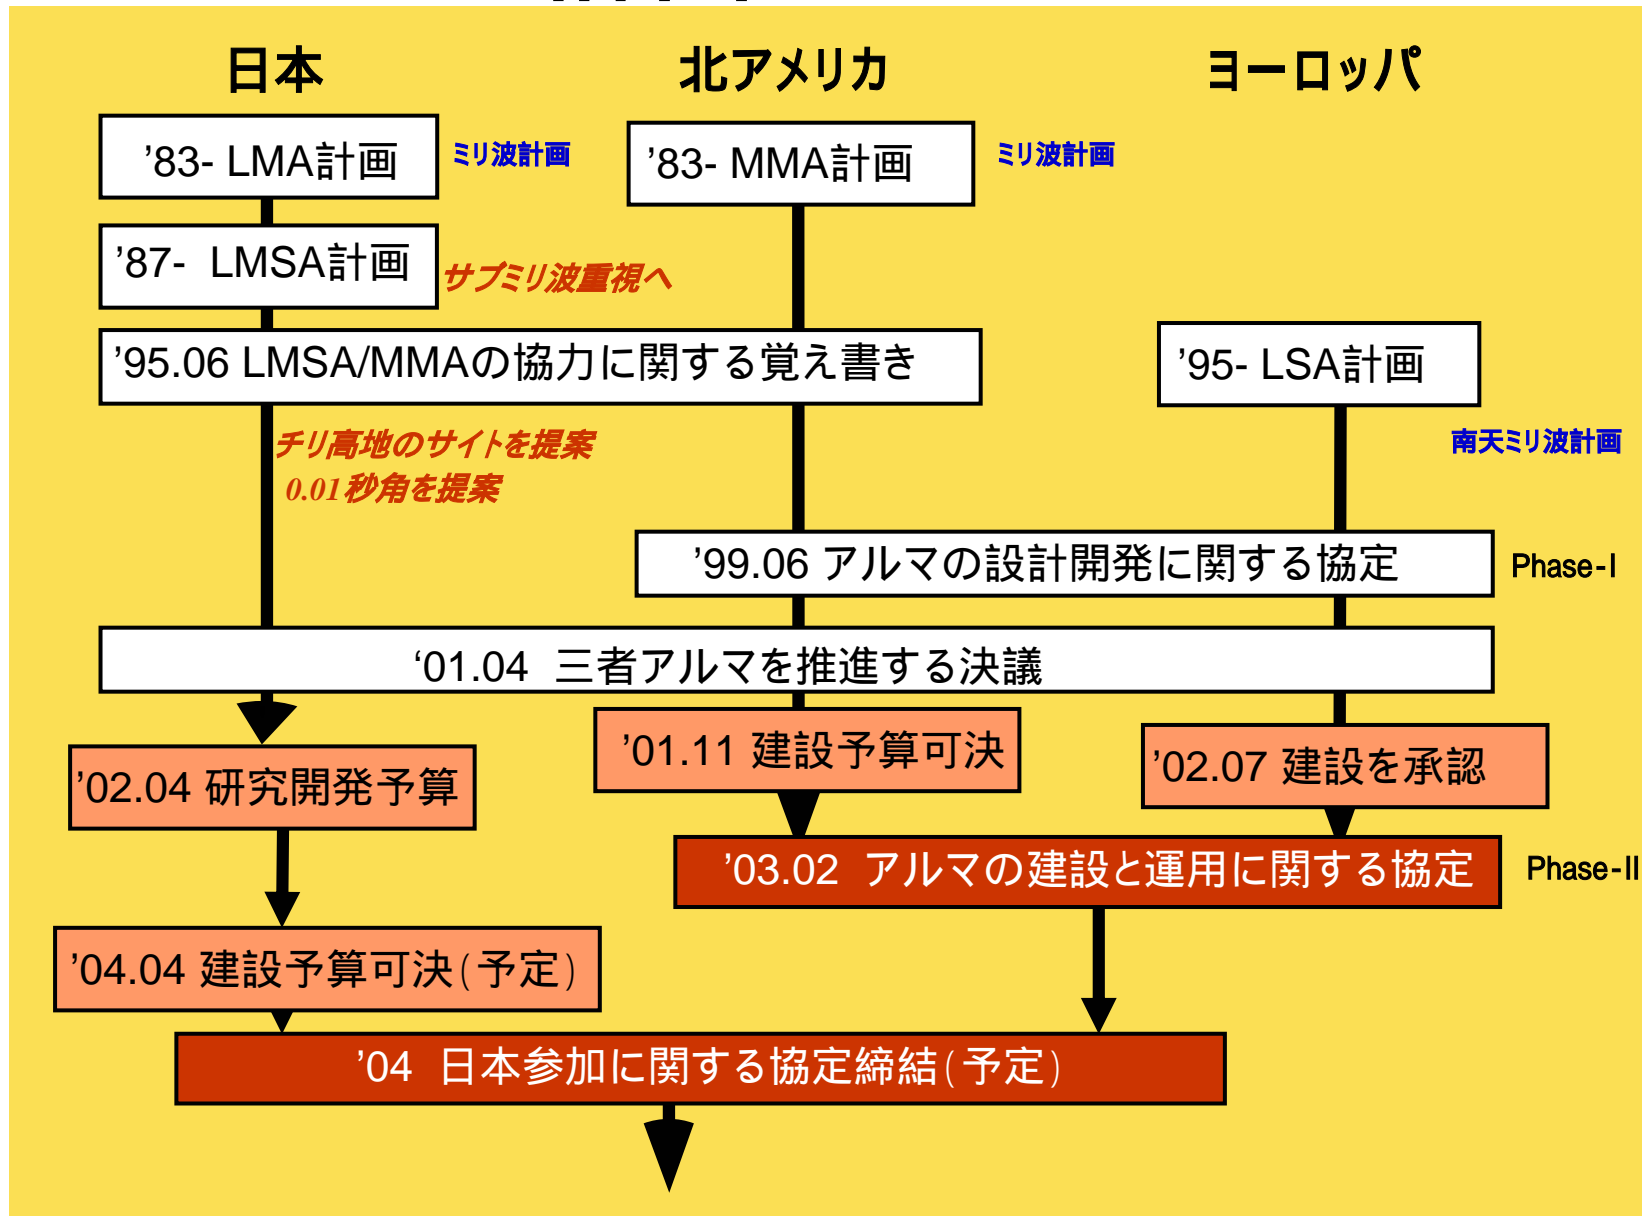 日本
北アメリカ
ヨーロッパ
’83- LMA計画
ミリ波計画
’83- MMA計画
ミリ波計画
’87- LMSA計画
サブミリ波重視へ
’95.06 LMSA/MMAの協力に関する覚え書き
’95- LSA計画
チリ高地のサイトを提案
0.01秒角を提案
南天ミリ波計画
’99.06 アルマの設計開発に関する協定
Phase-I
‘01.04 三者アルマを推進する決議
’01.11 建設予算可決
’02.07 建設を承認
’02.04 研究開発予算
’03.02 アルマの建設と運用に関する協定
Phase-II
’04.04 建設予算可決(予定)
’04 日本参加に関する協定締結(予定)